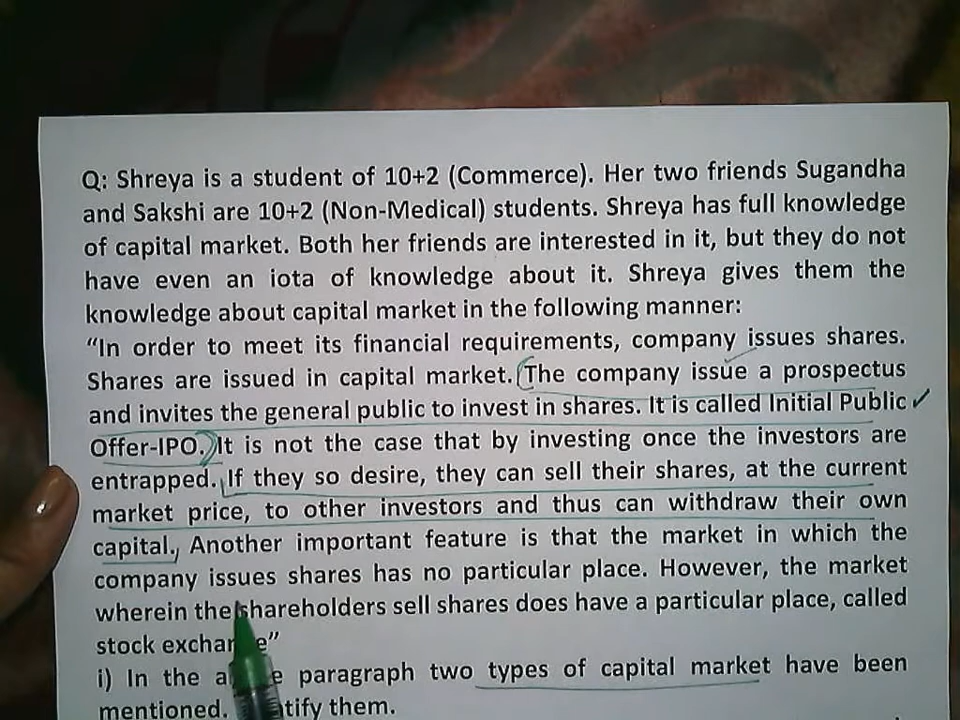 Q: Shreya is a student of 10+2 (Commerce). Her two friends Sugandha
and Sakshi are 10+2 (Non-Medical) students. Shreya has full knowledge
of capital market. Both her friends are interested in it, but they do not
have even an iota of knowledge about it. Shreya gives them the
knowledge about capital market in the following manner:
“In order to meet its financial requirements, company issues shares.
Shares are issued in capital market. (The company issue a prospectus
and invites the general public to invest in shares. It is called Initial Public
Offer-IPO.) It is not the case that by investing once the investors are
entrapped. If they so desire, they can sell their shares, at the current
market price, to other investors and thus can withdraw their own
capital. Another important feature is that the market in which the
company issues shares has no particular place. However, the market
wherein the shareholders sell shares does have a particular place, called
stock exchan e”
i) In the a e paragraph two types of capital market have been
mentioned. tify them.